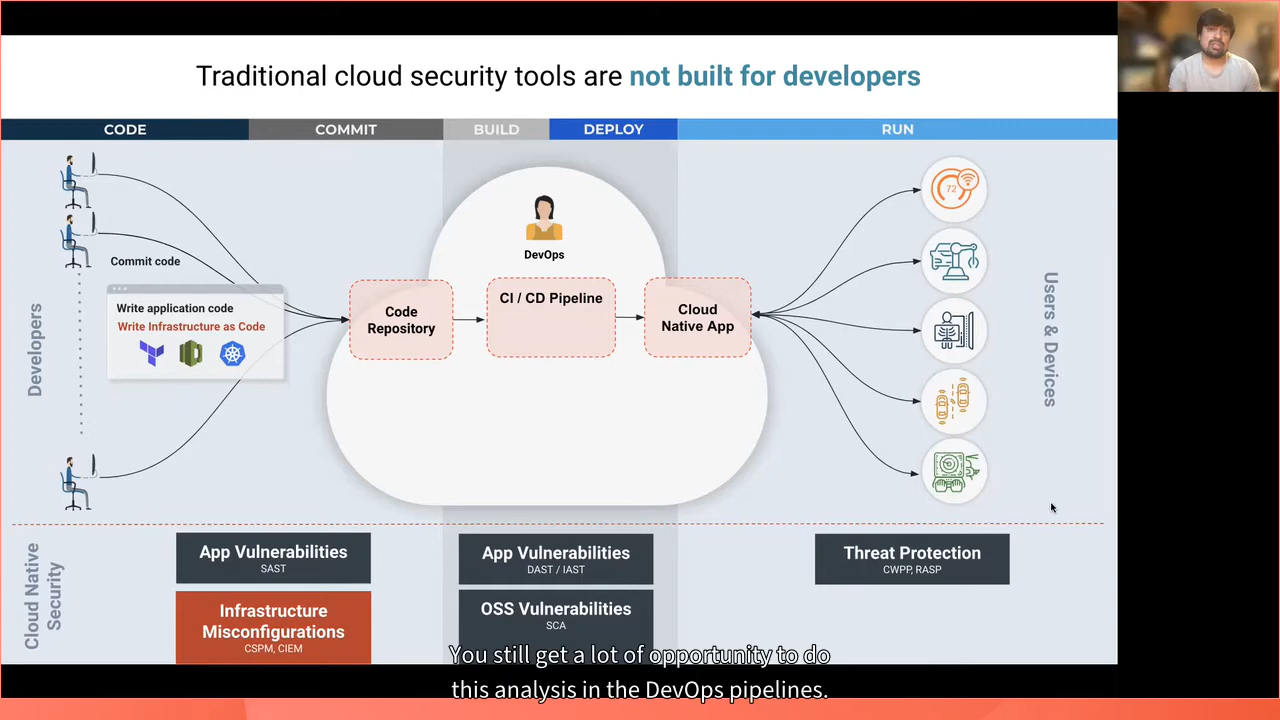 Traditional cloud security tools are not built for developers
CODE
COMMIT
BUILD
DEPLOY
RUN
Developers
Commit code
Write application code
Write Infrastructure as Code
DevOps
Code
Repository
CI / CD Pipeline
Cloud
Native App
72
Users & Devices
Cloud Native
Security
App Vulnerabilities
SAST
Infrastructure
Misconfigurations
CSPM, CIEM
App Vulnerabilities
DAST / IAST
OSS Vulnerabilities
SCA
Threat Protection
CWPP, RASP
You still get a lot of opportunity to do
this analysis in the DevOps pipelines.